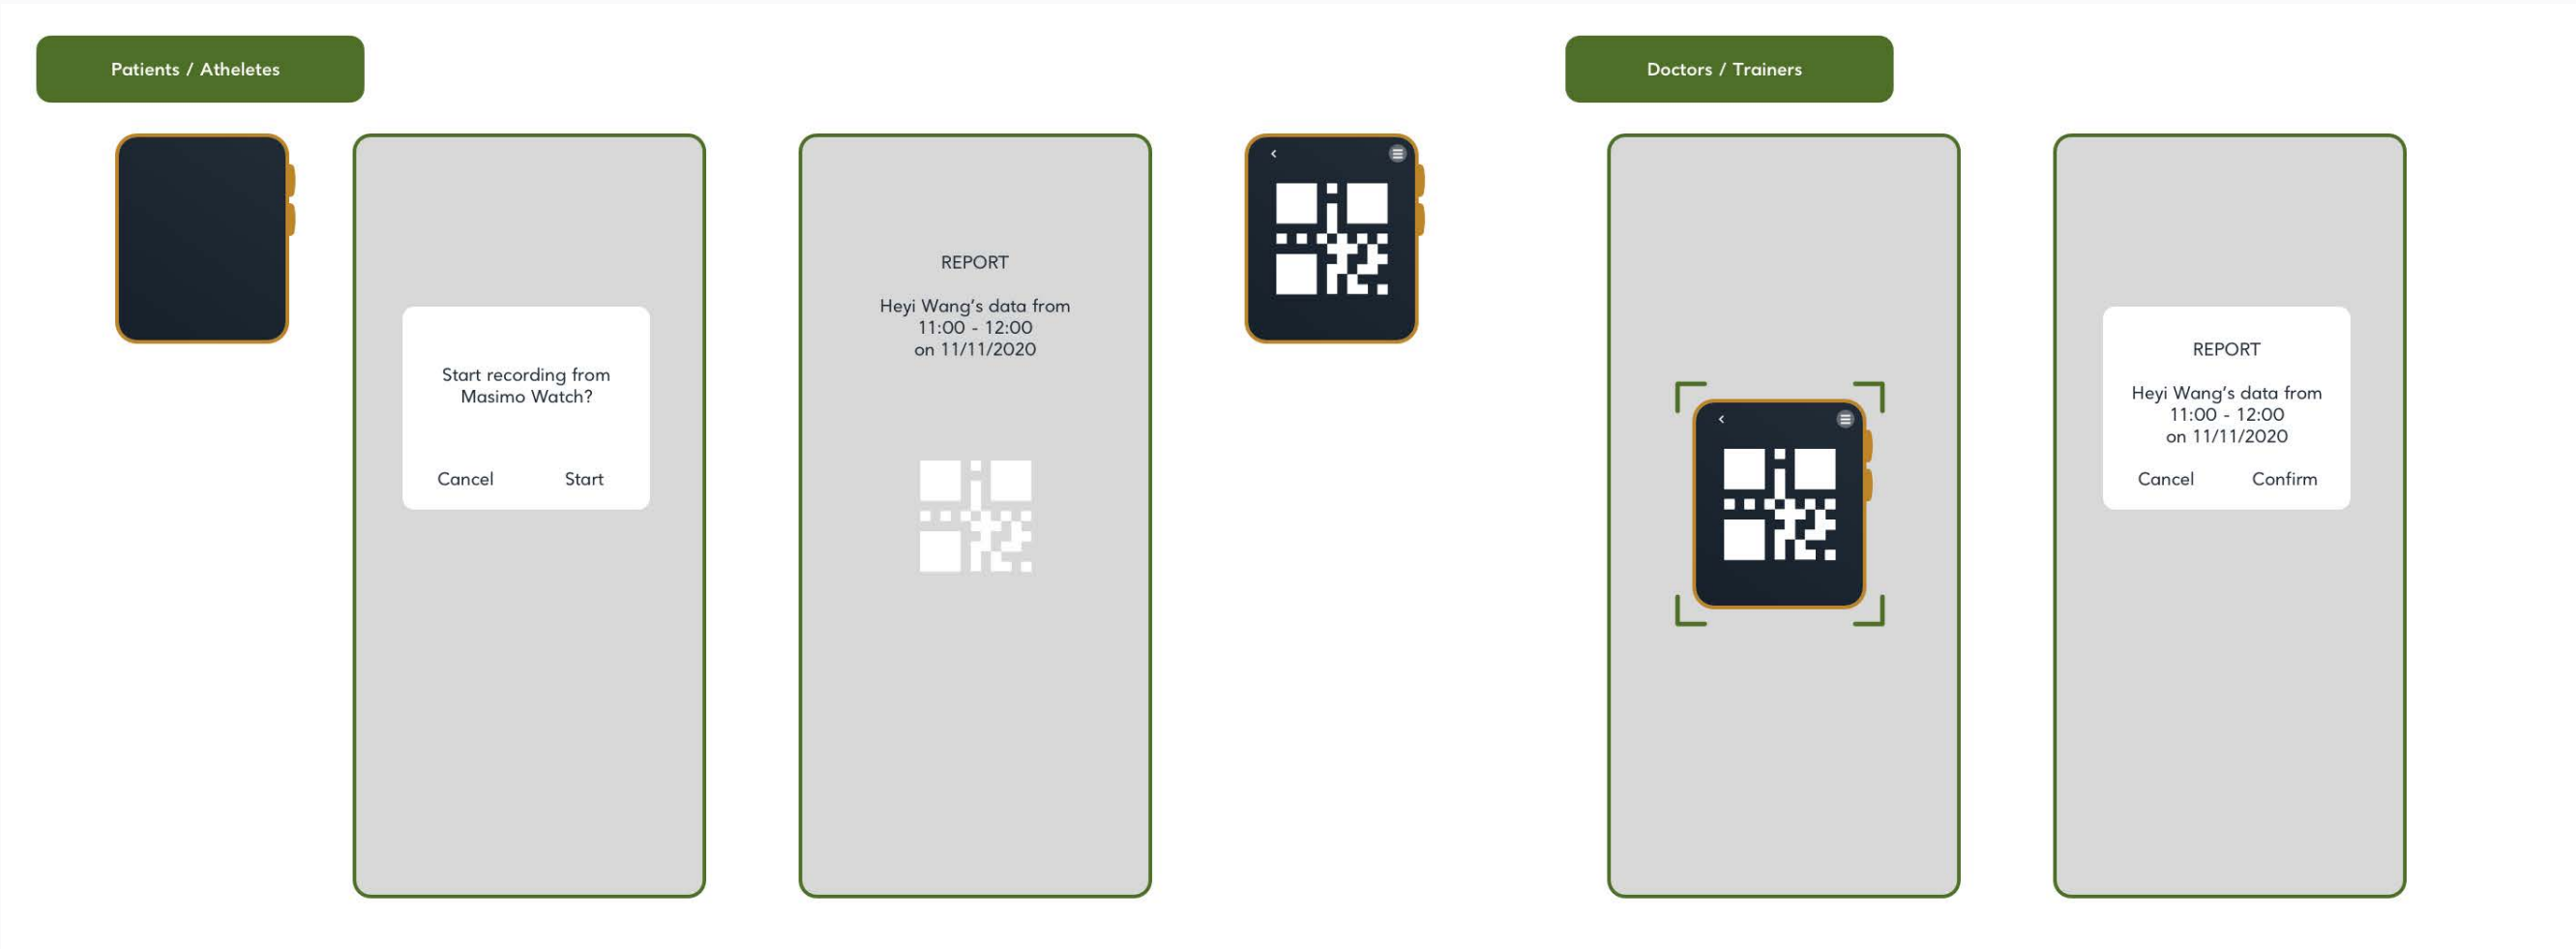 Patients / Atheletes
Start recording from
Masimo Watch?
Cancel Start
REPORT
Heyi Wang's data from
11:00 - 12:00
on 11/11/2020
Doctors / Trainers
REPORT
Heyi Wang's data from
11:00 - 12:00
on 11/11/2020
Cancel Confirm